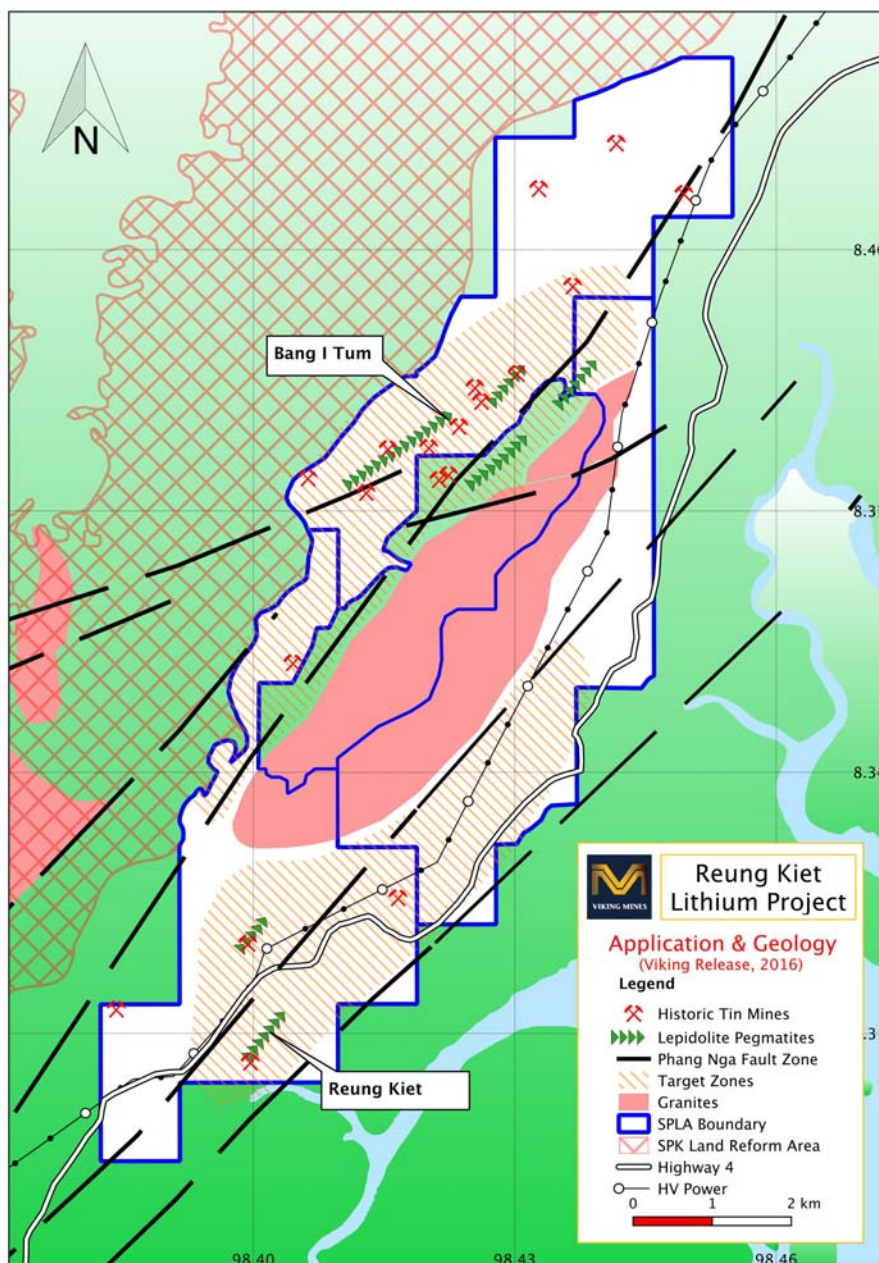 N
8.40
Bang I Tum
8.37
8.34
VIKING MINES
Reung Kiet
Lithium Project
Application & Geology
(Viking Release, 2016)
Legend
Historic Tin Mines
Lepidolite Pegmatites
Phang Nga Fault Zone
Target Zones
Granites
SPLA Boundary
SPK Land Reform Area
Highway 4
HV Power
0 1 2 km
8.31
Reung Kiet
98.40 98.43 98.46